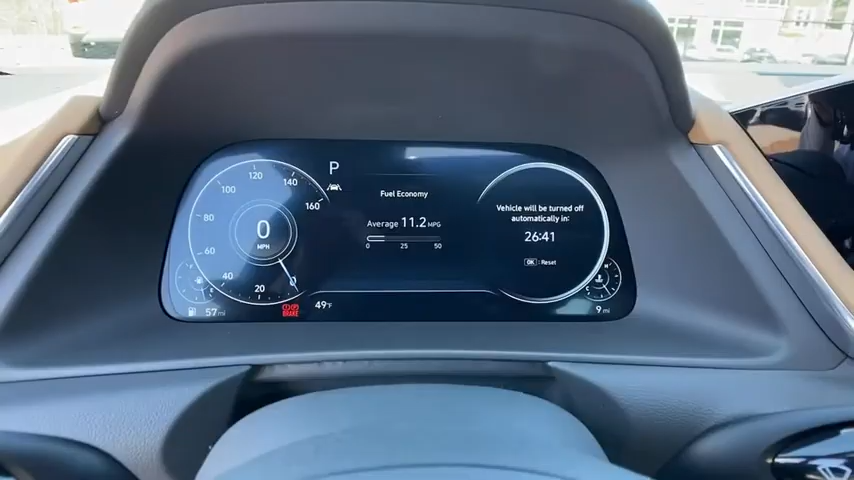 P
120
100
140
160
80
60
40
20
0
0
MPH
Fuel Economy
Average 11.2 MPG
0 25 50
Vehicle will be turned off
automatically in:
26:41
OK : Reset
57 mi
BRAKE
49°F
9 mi